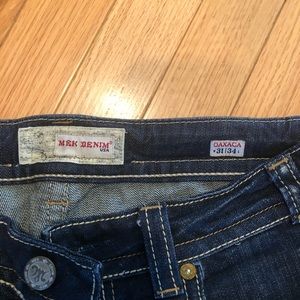 MEK DENIM®
USA
OAXACA
31 34
M